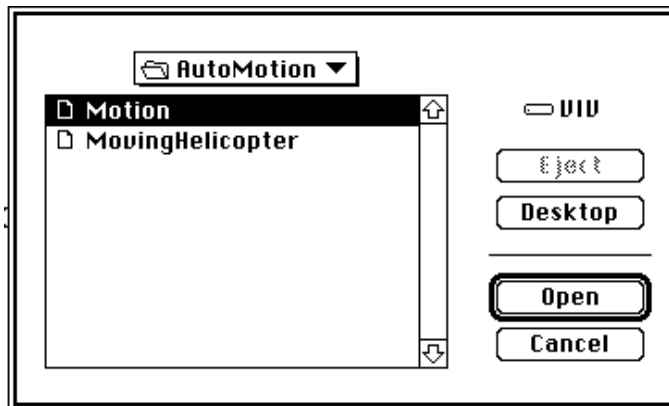 AutoMotion
Motion
MovingHelicopter
VIV
Eject
Desktop
Open
Cancel